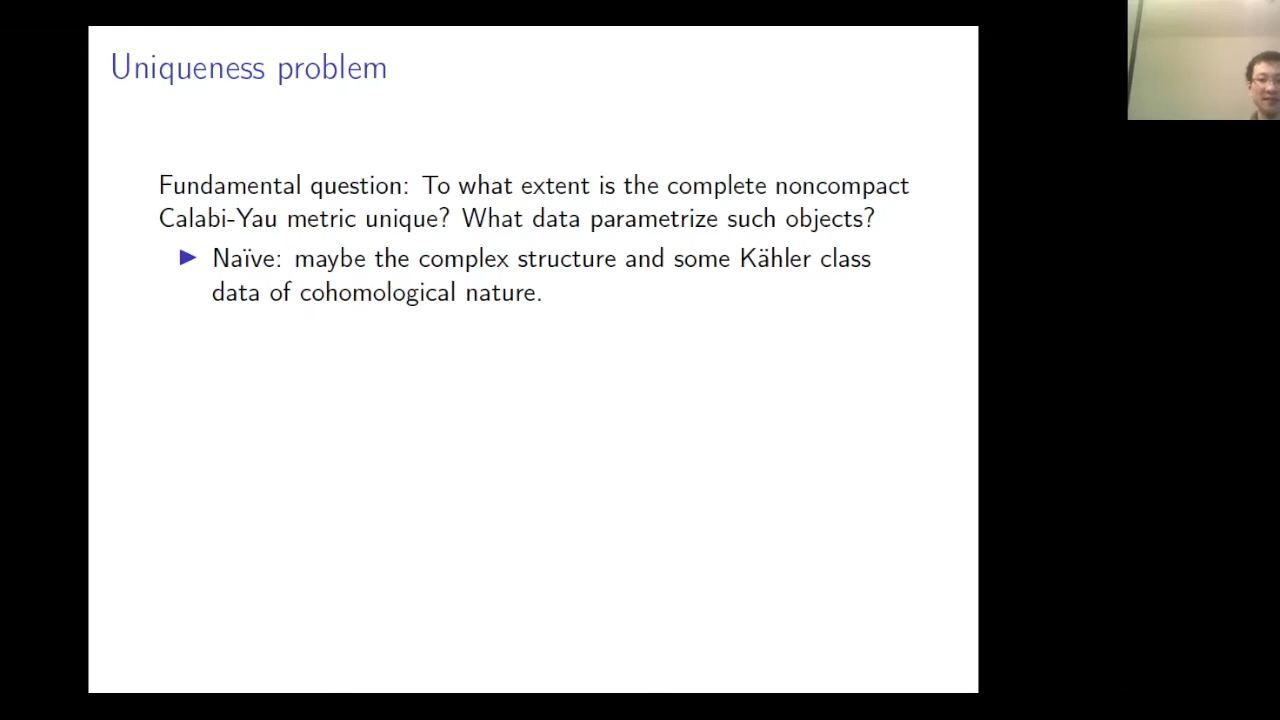 Uniqueness problem
Fundamental question: To what extent is the complete noncompact
Calabi-Yau metric unique? What data parametrize such objects?
Naïve: maybe the complex structure and some Kähler class
data of cohomological nature.